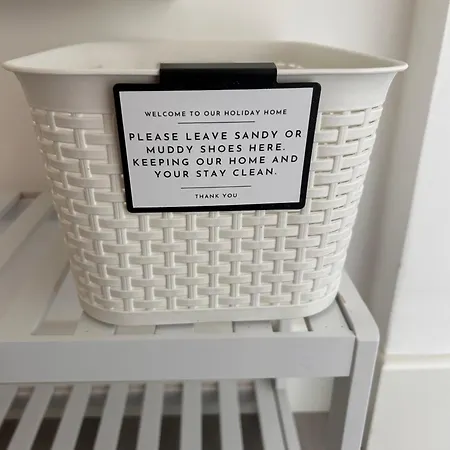 WELCOME TO OUR HOLIDAY HOME
PLEASE LEAVE SANDY OR
MUDDY SHOES HERE.
KEEPING OUR HOME AND
YOUR STAY CLEAN.
THANK YOU